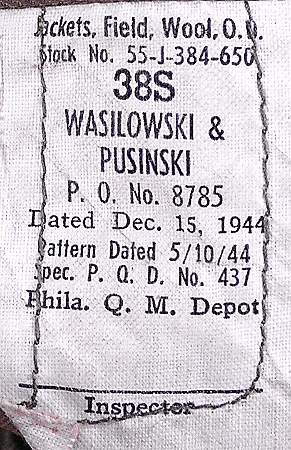 Jackets, Field, Wool, O.D.
Stock No. 55-J-384-650
38S
WASILOWSKI &
PUSINSKI
P. O. No. 8785
Dated Dec. 15, 1944
Pattern Dated 5/10/44
Spec. P. Q. D. No. 437
Phila. Q. M. Depot
Inspector